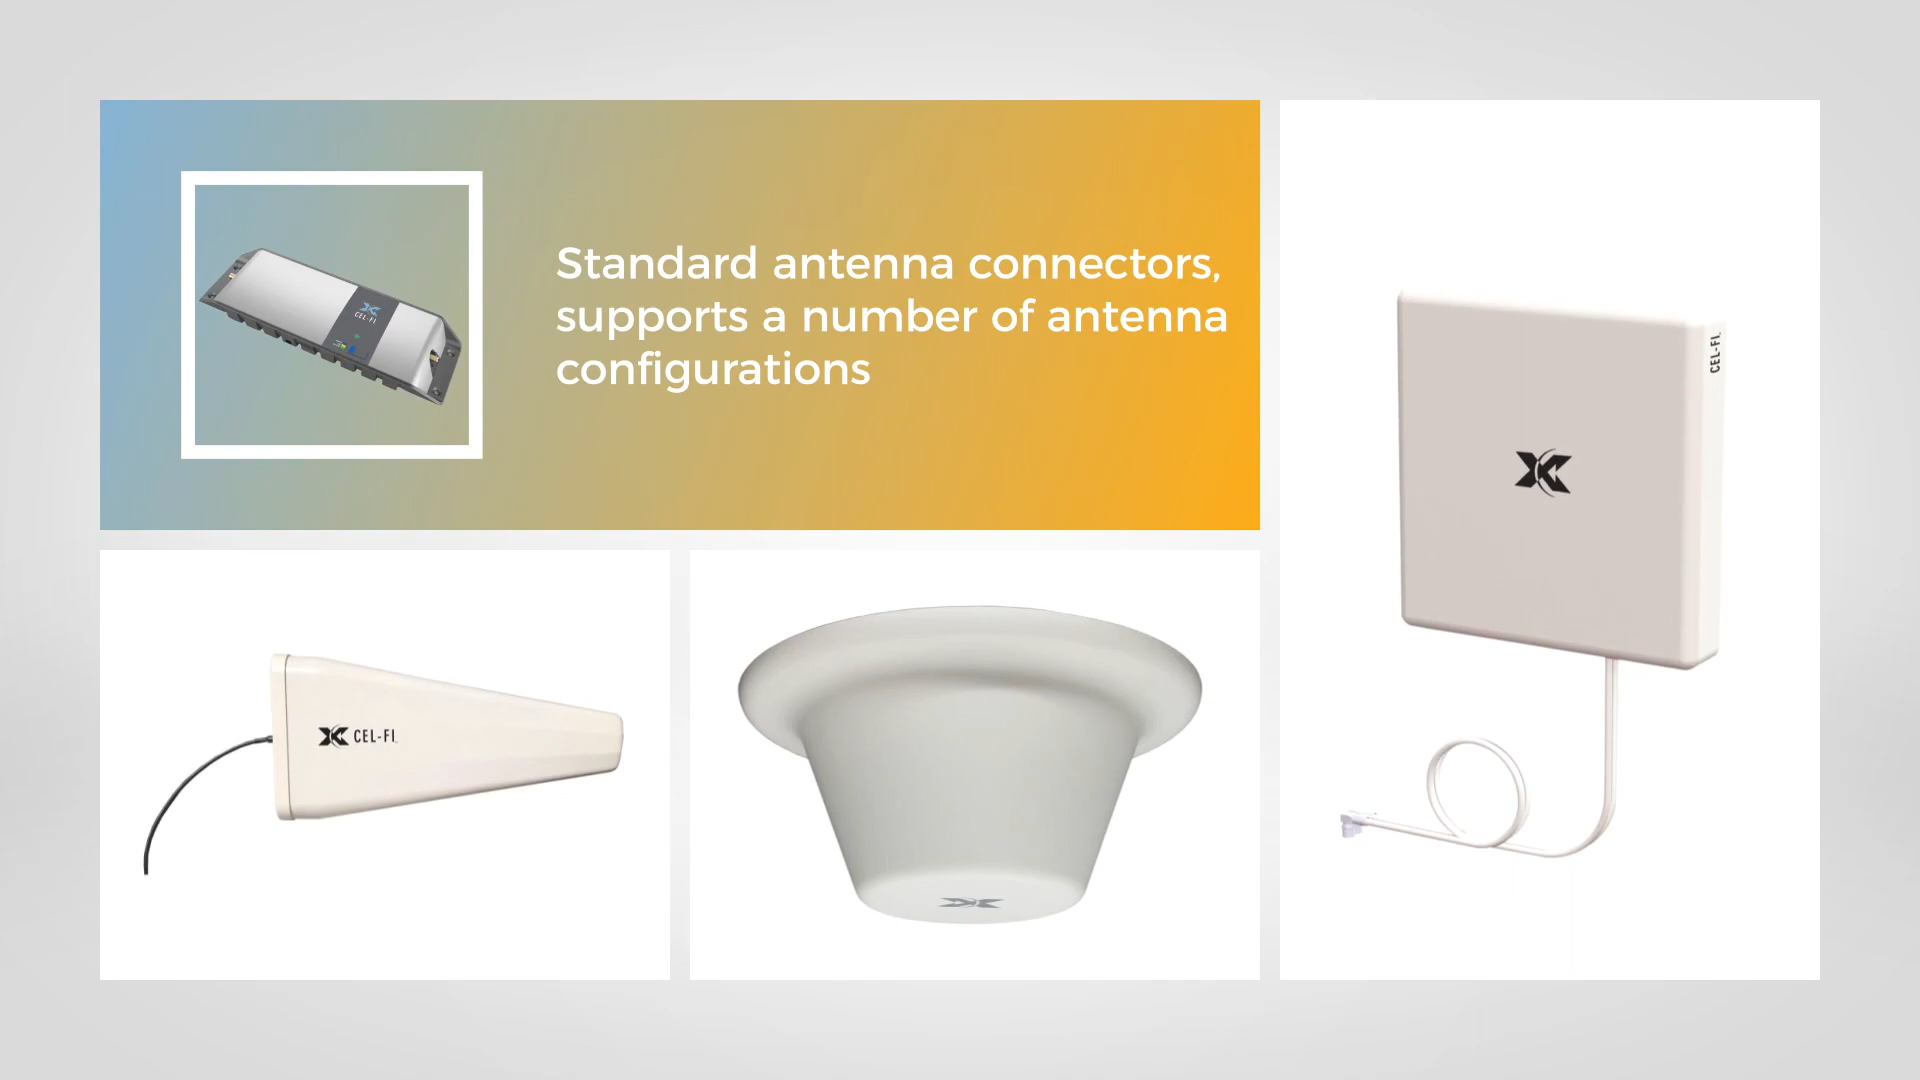 Standard antenna connectors,
supports a number of antenna
configurations
CEL-FI
CEL-FI
CEL-FI